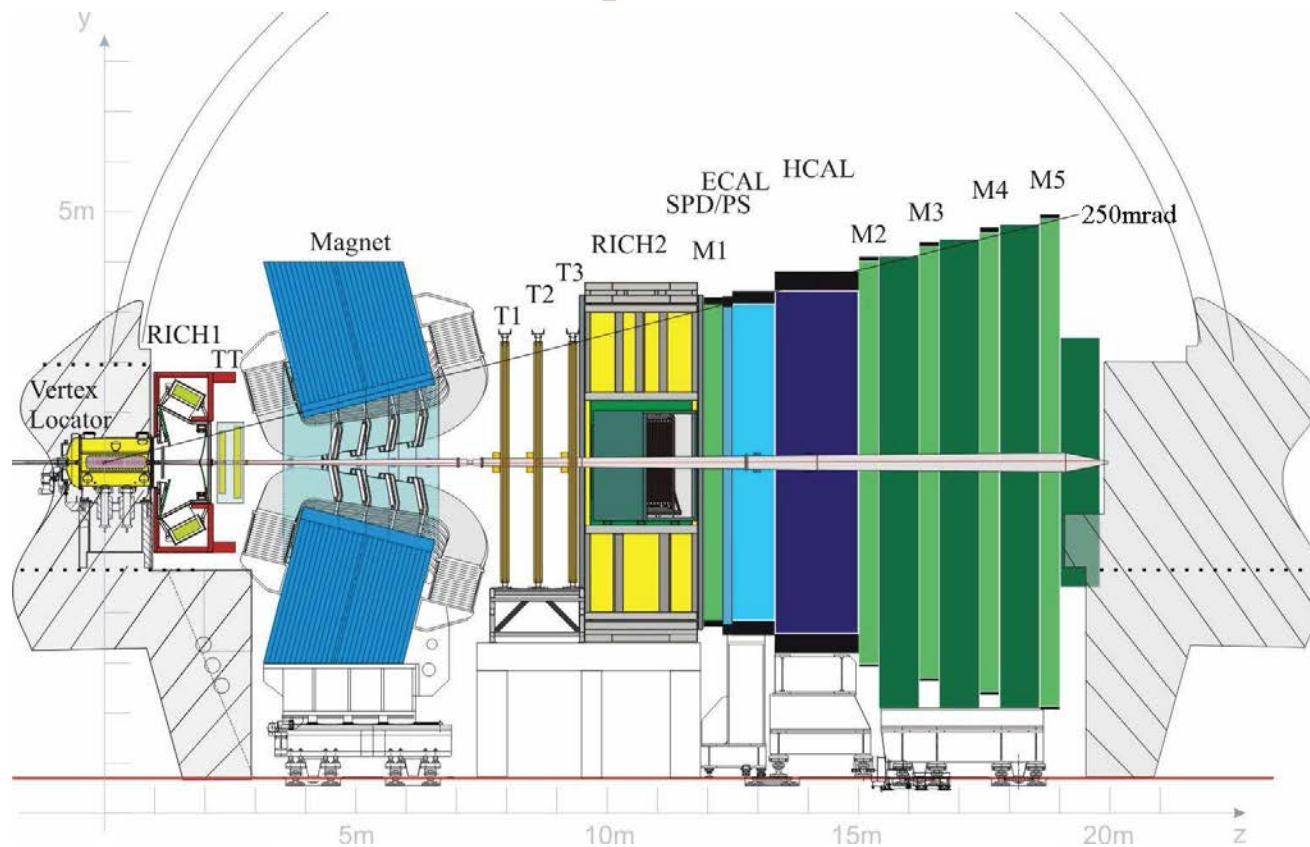 y
5m
Vertex
Locator
RICH1
TT
Magnet
T1
T2
T3
RICH2
M1
SPD/PS
ECAL
HCAL
M2
M3
M4
M5
250mrad
5m
10m
15m
20m
z